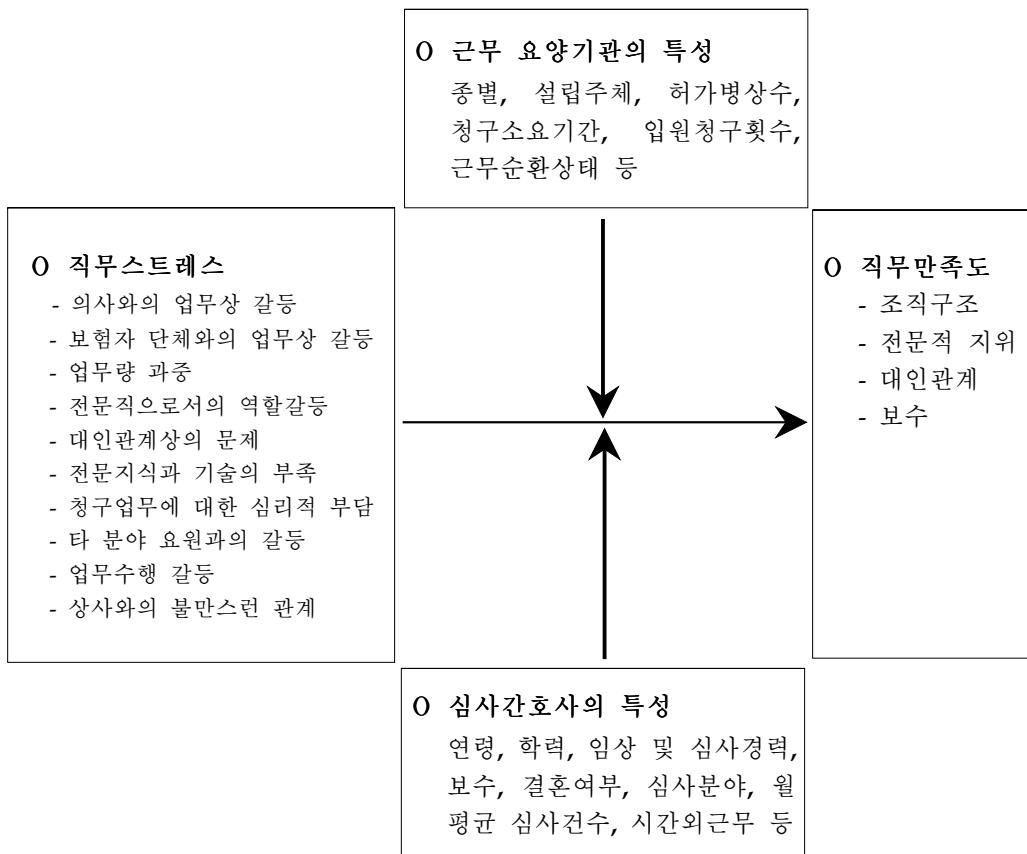 O 근무 요양기관의 특성
종별, 설립주체, 허가병상수,
청구소요기간, 입원청구횟수,
근무순환상태 등
O 직무스트레스
- 의사와의 업무상 갈등
- 보험자 단체와의 업무상 갈등
- 업무량 과중
- 전문직으로서의 역할갈등
- 대인관계상의 문제
- 전문지식과 기술의 부족
- 청구업무에 대한 심리적 부담
- 타 분야 요원과의 갈등
- 업무수행 갈등
- 상사와의 불만스런 관계
O 직무만족도
- 조직구조
- 전문적 지위
- 대인관계
- 보수
O 심사간호사의 특성
연령, 학력, 임상 및 심사경력,
보수, 결혼여부, 심사분야, 월
평균 심사건수, 시간외근무 등